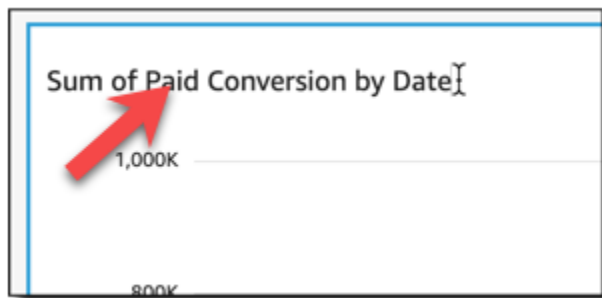 Sum of Paid Conversion by Date
1,000K
800K